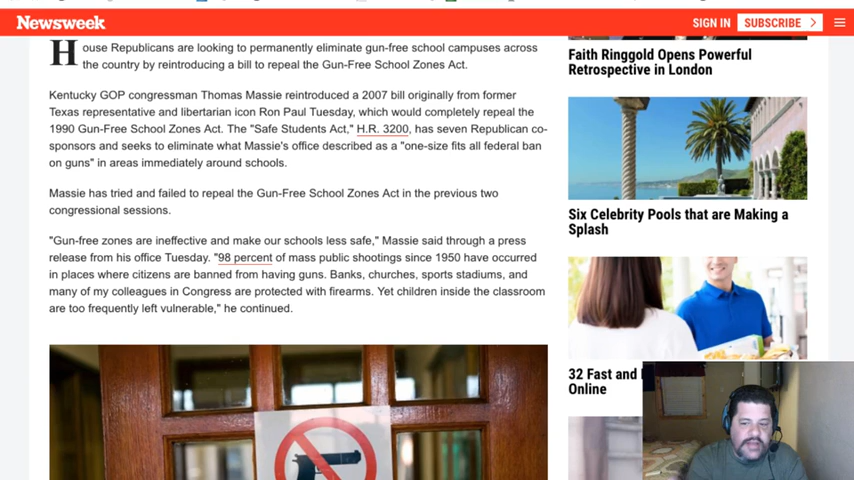 Newsweek
SIGN IN
SUBSCRIBE
House Republicans are looking to permanently eliminate gun-free school campuses across
the country by reintroducing a bill to repeal the Gun-Free School Zones Act.
Kentucky GOP congressman Thomas Massie reintroduced a 2007 bill originally from former
Texas representative and libertarian icon Ron Paul Tuesday, which would completely repeal the
1990 Gun-Free School Zones Act. The "Safe Students Act," H.R. 3200, has seven Republican co-
sponsors and seeks to eliminate what Massie's office described as a "one-size fits all federal ban
on guns" in areas immediately around schools.
Massie has tried and failed to repeal the Gun-Free School Zones Act in the previous two
congressional sessions.
"Gun-free zones are ineffective and make our schools less safe," Massie said through a press
release from his office Tuesday. "98 percent of mass public shootings since 1950 have occurred
in places where citizens are banned from having guns. Banks, churches, sports stadiums, and
many of my colleagues in Congress are protected with firearms. Yet children inside the classroom
are too frequently left vulnerable," he continued.
Faith Ringgold Opens Powerful
Retrospective in London
Six Celebrity Pools that are Making a
Splash
32 Fast and
Online